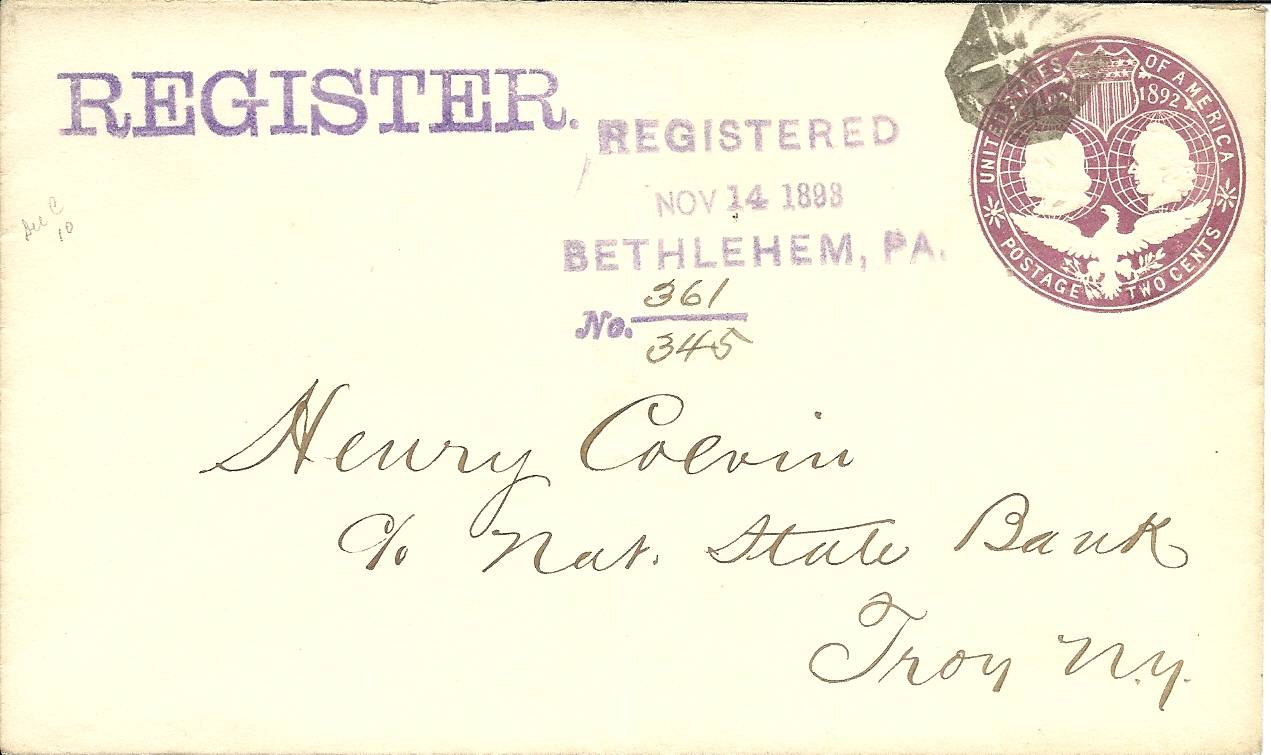 REGISTER.
REGISTERED
NOV 14 1893
BETHLEHEM, PA.
No. 361
345
UNITED STATES OF AMERICA
1492 1892
POSTAGE TWO CENTS
10
Henry Colvin
c/o Nat. State Bank
Troy N.Y.